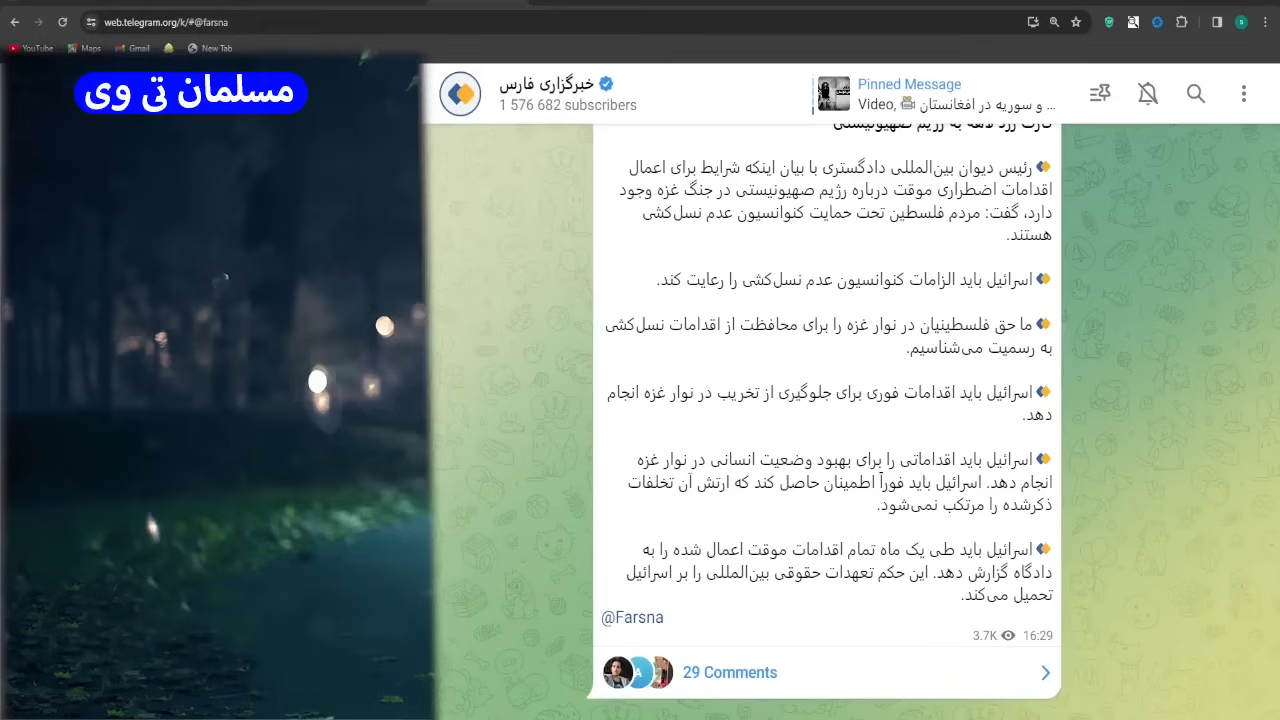 web.telegram.org/k/#@farsna
YouTube
Maps
Gmail
New Tab
مسلمان تی وی
خبرگزاری فارس
1 576 682 subscribers
Pinned Message
Video, و سوریه در افغانستان ...
کارت زرد لاهه به رژیم صهیونیستی
رئیس دیوان بین‌المللی دادگستری با بیان اینکه شرایط برای اعمال
اقدامات اضطراری موقت درباره رژیم صهیونیستی در جنگ غزه وجود
دارد، گفت: مردم فلسطین تحت حمایت کنوانسیون عدم نسل‌کشی
هستند.
اسرائیل باید الزامات کنوانسیون عدم نسل‌کشی را رعایت کند.
ما حق فلسطینیان در نوار غزه را برای محافظت از اقدامات نسل‌کشی
به رسمیت می‌شناسیم.
اسرائیل باید اقدامات فوری برای جلوگیری از تخریب در نوار غزه انجام
دهد.
اسرائیل باید اقداماتی را برای بهبود وضعیت انسانی در نوار غزه
انجام دهد. اسرائیل باید فوراً اطمینان حاصل کند که ارتش آن تخلفات
ذکرشده را مرتکب نمی‌شود.
اسرائیل باید طی یک ماه تمام اقدامات موقت اعمال شده را به
دادگاه گزارش دهد. این حکم تعهدات حقوقی بین‌المللی را بر اسرائیل
تحمیل می‌کند.
@Farsna
3.7K 16:29
A
29 Comments